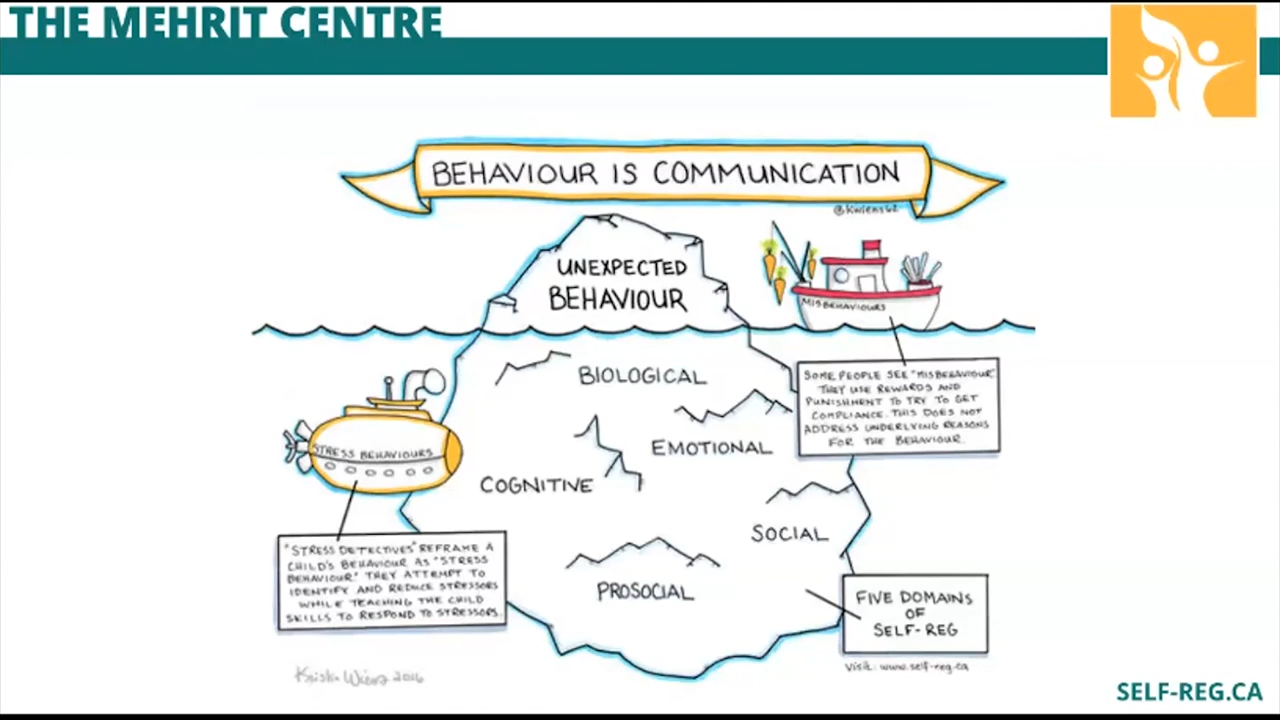 THE MEHRIT CENTRE
BEHAVIOUR IS COMMUNICATION
@kwiens62
UNEXPECTED
BEHAVIOUR
MISBEHAVIOURS
SOME PEOPLE SEE "MISBEHAVIOUR."
THEY USE REWARDS AND
PUNISHMENT TO TRY TO GET
COMPLIANCE. THIS DOES NOT
ADDRESS UNDERLYING REASONS
FOR THE BEHAVIOUR.
BIOLOGICAL
EMOTIONAL
STRESS BEHAVIOURS
COGNITIVE
SOCIAL
"STRESS DETECTIVES" REFRAME A
CHILD'S BEHAVIOUR AS "STRESS
BEHAVIOUR." THEY ATTEMPT TO
IDENTIFY AND REDUCE STRESSORS
WHILE TEACHING THE CHILD
SKILLS TO RESPOND TO STRESSORS.
PROSOCIAL
FIVE DOMAINS
OF
SELF-REG
Visit: www.self-reg.ca
2016
SELF-REG.CA